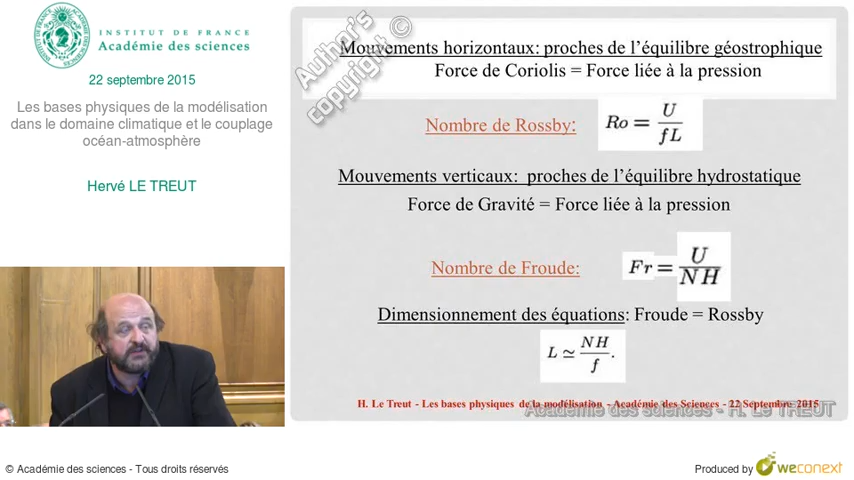 INSTITUT DE FRANCE
Académie des sciences
22 septembre 2015
Les bases physiques de la modélisation
dans le domaine climatique et le couplage
océan-atmosphère
Hervé LE TREUT
Author's
copyright ©
Mouvements horizontaux: proches de l'équilibre géostrophique
Force de Coriolis = Force liée à la pression
Nombre de Rossby: Ro = U / fL
Mouvements verticaux: proches de l'équilibre hydrostatique
Force de Gravité = Force liée à la pression
Nombre de Froude: Fr = U / NH
Dimensionnement des équations: Froude = Rossby
L ≃ NH / f.
H. Le Treut - Les bases physiques de la modélisation - Académie des Sciences - 22 Septembre 2015
Académie des sciences - H. Le TREUT
© Académie des sciences - Tous droits réservés
Produced by weconext